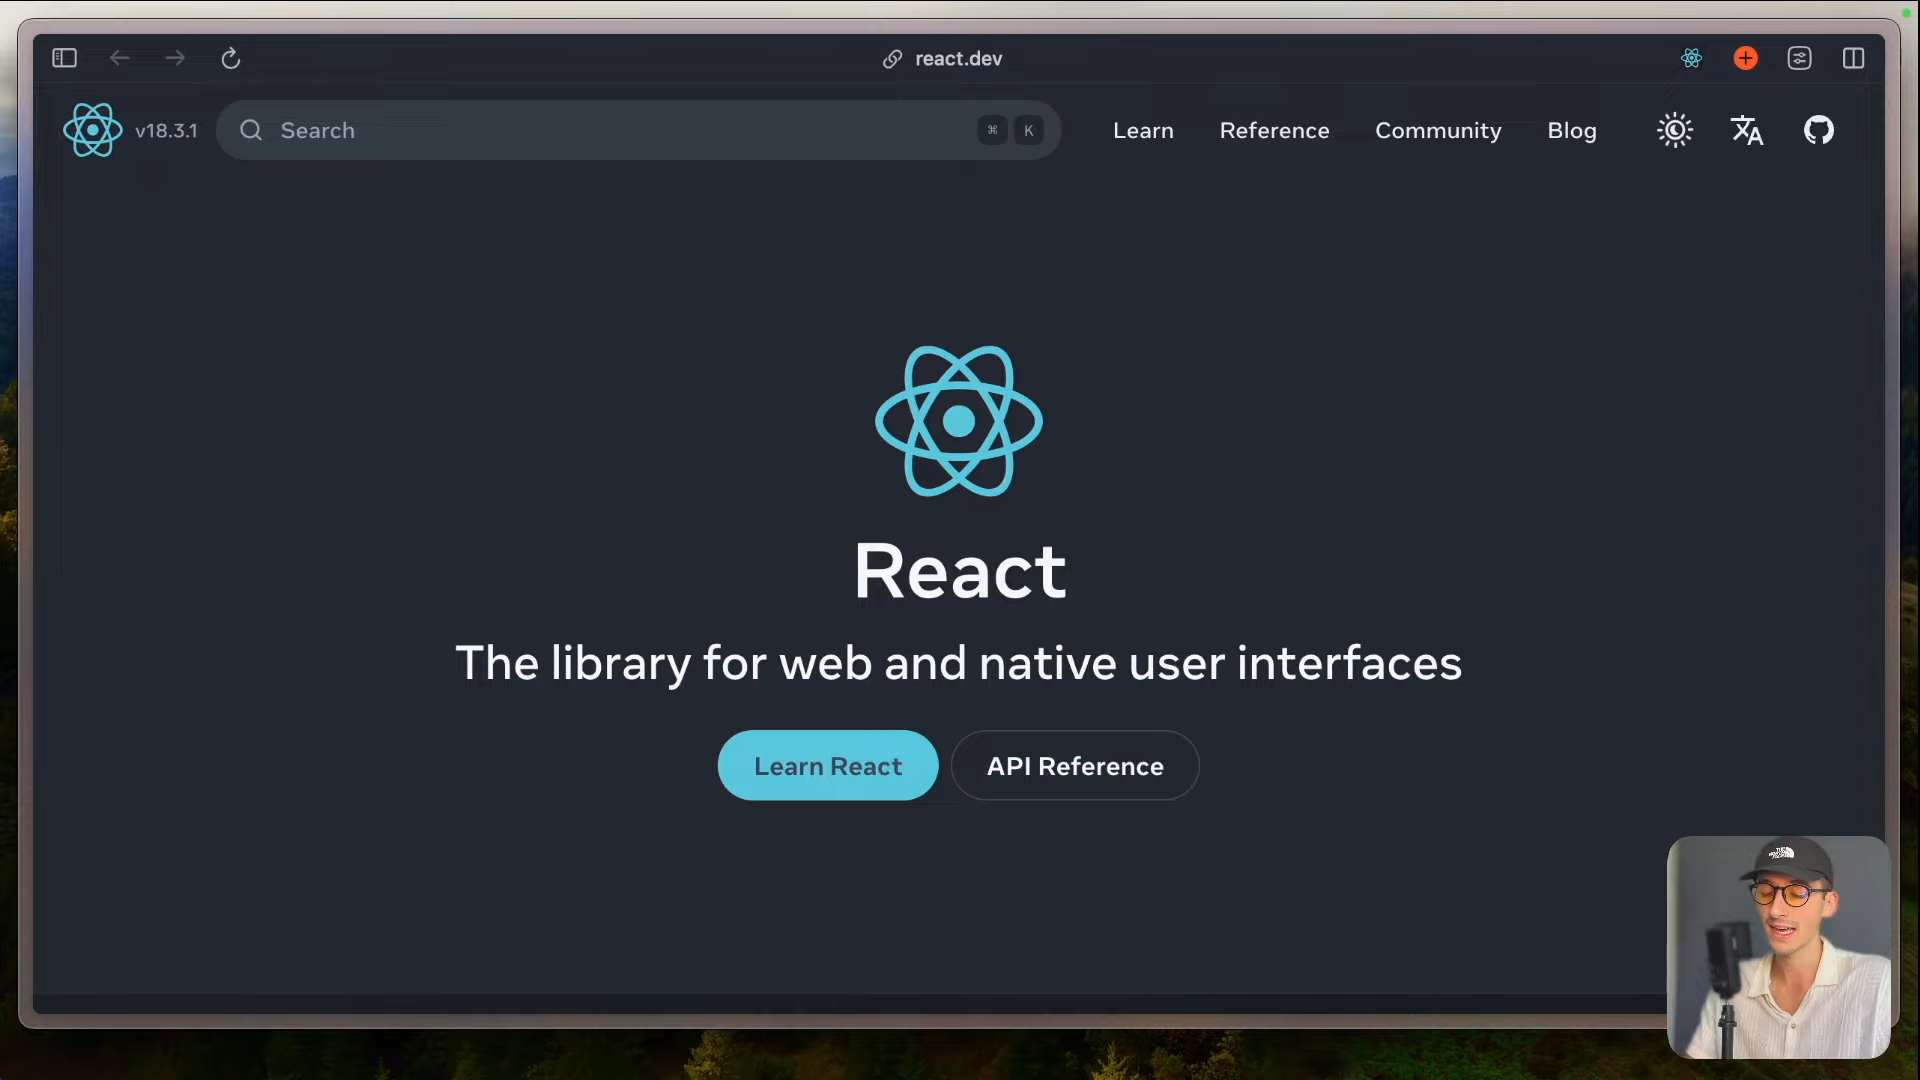 react.dev
v18.3.1
Search
⌘ K
Learn
Reference
Community
Blog
React
The library for web and native user interfaces
Learn React
API Reference